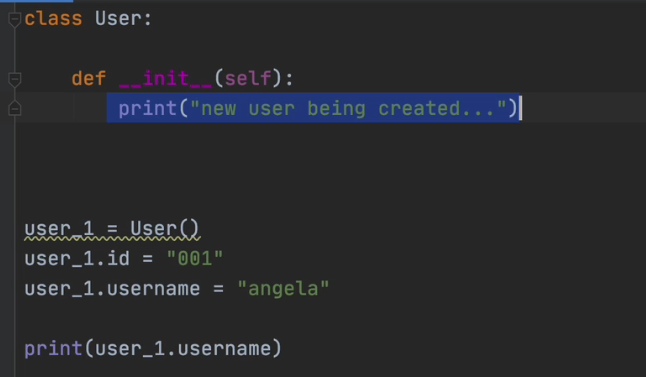 class User:
    def __init__(self):
        print("new user being created...")
user_1 = User()
user_1.id = "001"
user_1.username = "angela"
print(user_1.username)